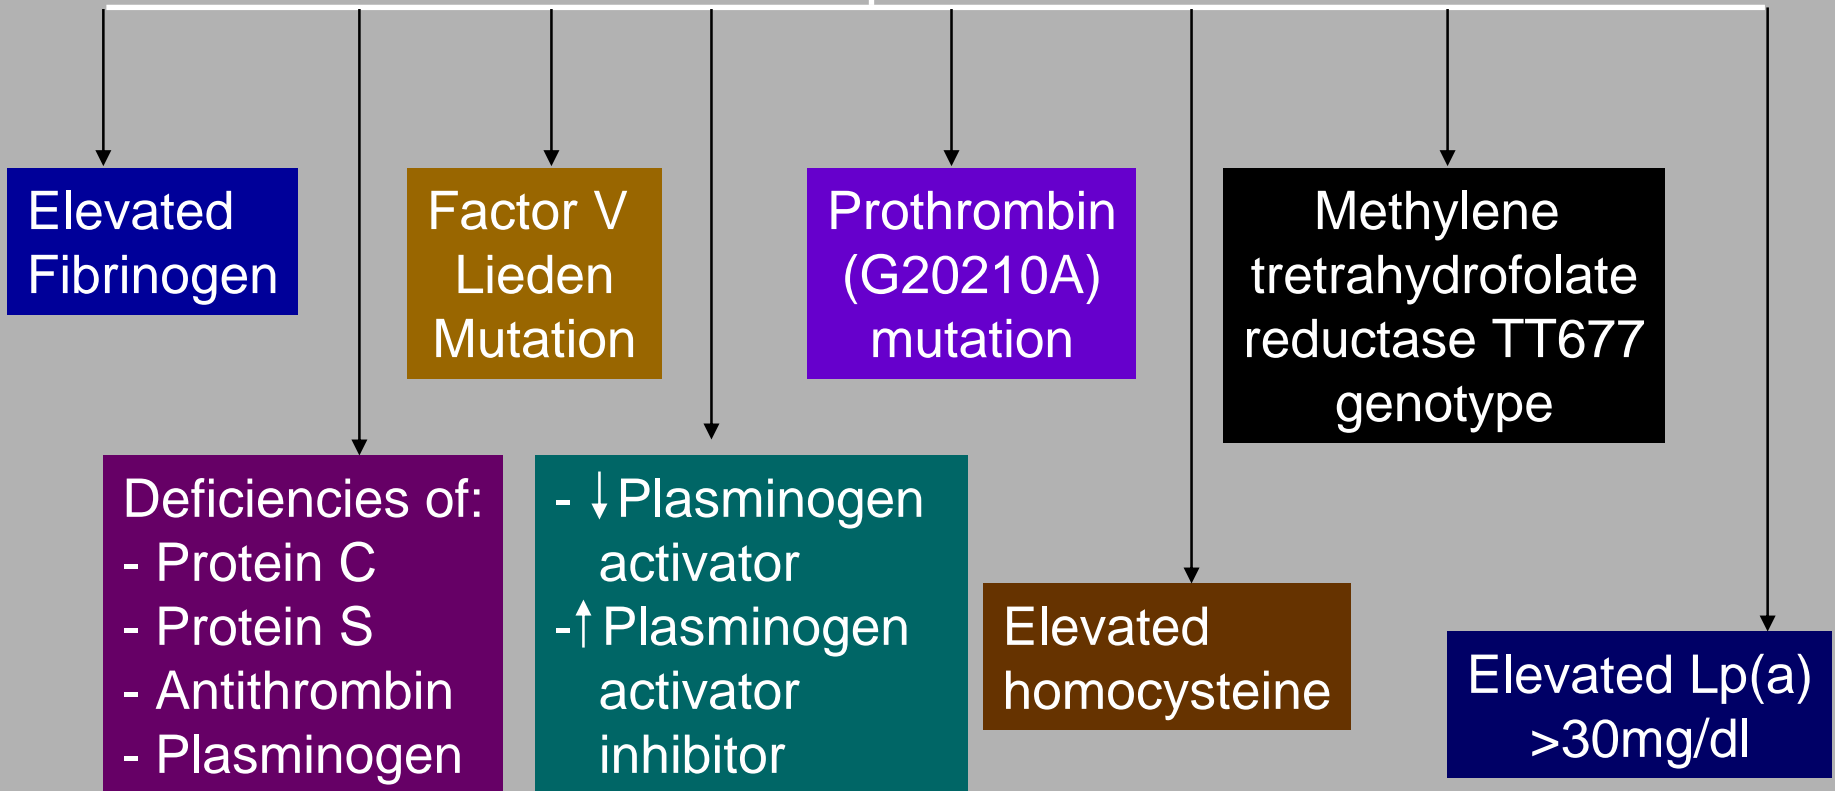 Elevated
Fibrinogen
Factor V
Lieden
Mutation
Prothrombin
(G20210A)
mutation
Methylene
tretrahydrofolate
reductase TT677
genotype
Deficiencies of:
- Protein C
- Protein S
- Antithrombin
- Plasminogen
- ↓ Plasminogen
activator
-↑ Plasminogen
activator
inhibitor
Elevated
homocysteine
Elevated Lp(a)
>30mg/dl